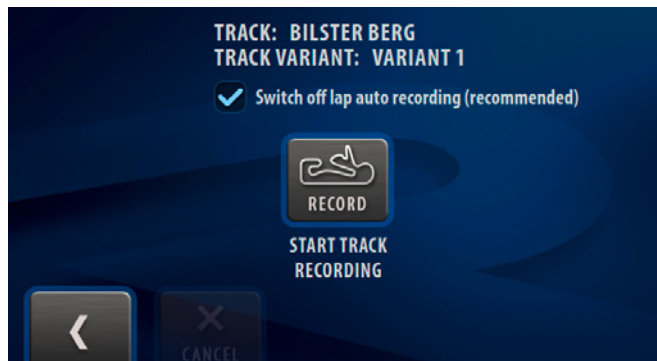 TRACK: BILSTER BERG
TRACK VARIANT: VARIANT 1
Switch off lap auto recording (recommended)
RECORD
START TRACK
RECORDING
CANCEL